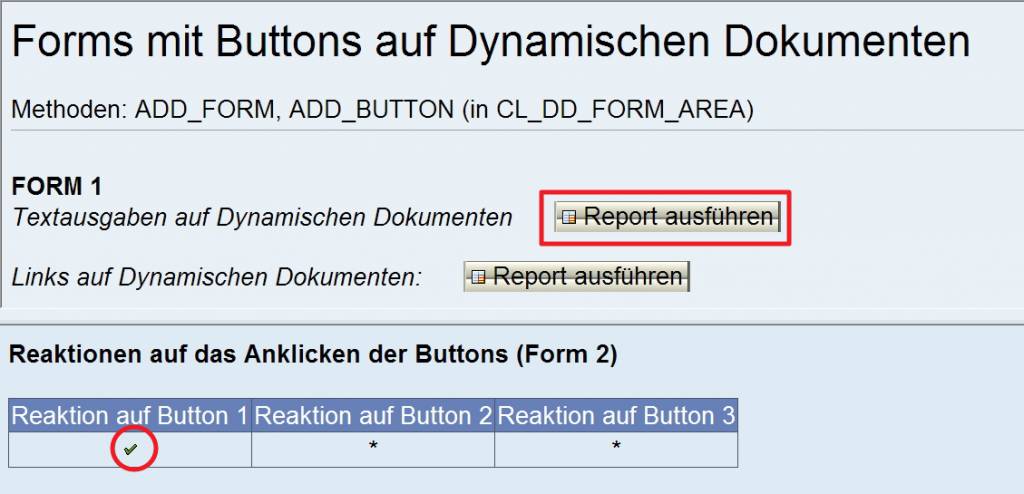 Forms mit Buttons auf Dynamischen Dokumenten
Methoden: ADD_FORM, ADD_BUTTON (in CL_DD_FORM_AREA)
FORM 1
Textausgaben auf Dynamischen Dokumenten Report ausführen
Links auf Dynamischen Dokumenten: Report ausführen
Reaktionen auf das Anklicken der Buttons (Form 2)
Reaktion auf Button 1 Reaktion auf Button 2 Reaktion auf Button 3
* *